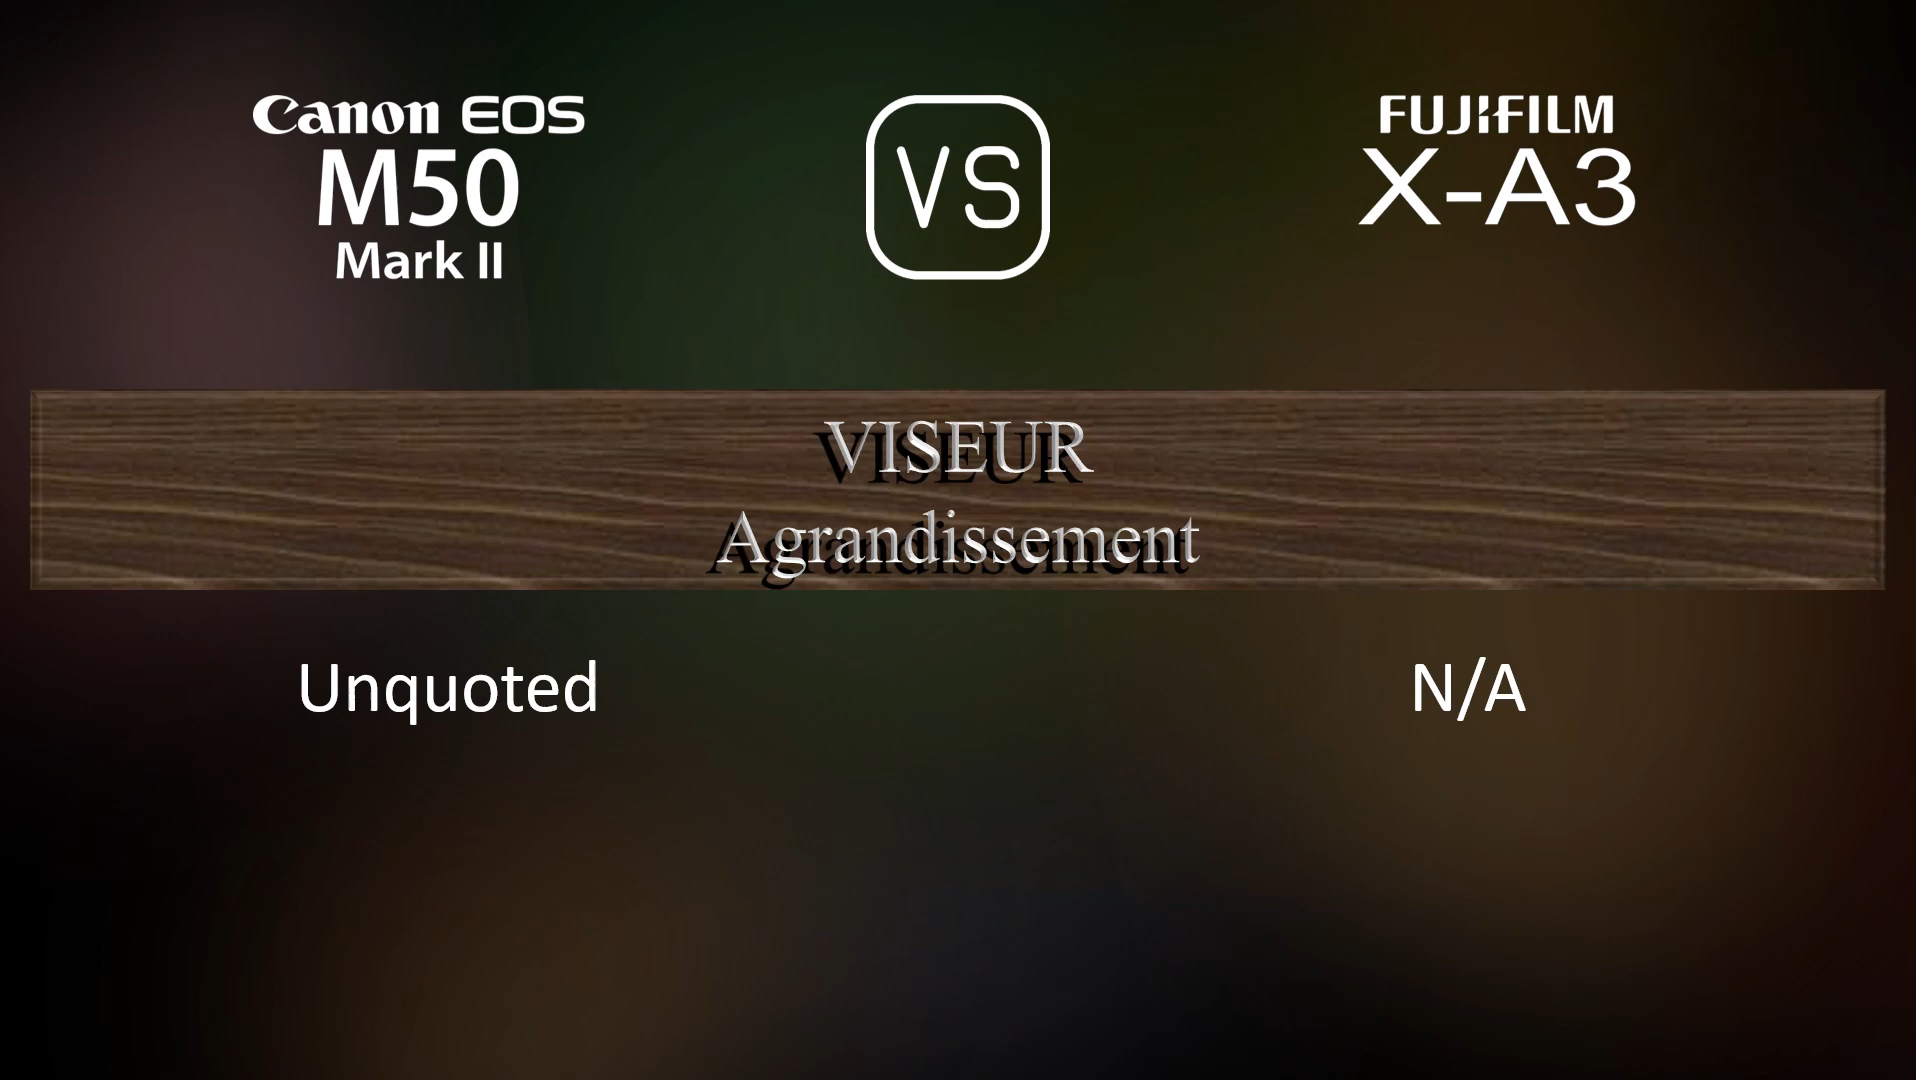 Canon EOS
M50
Mark II
VS
FUJIFILM
X-A3
VISEUR
Agrandissement
Unquoted
N/A